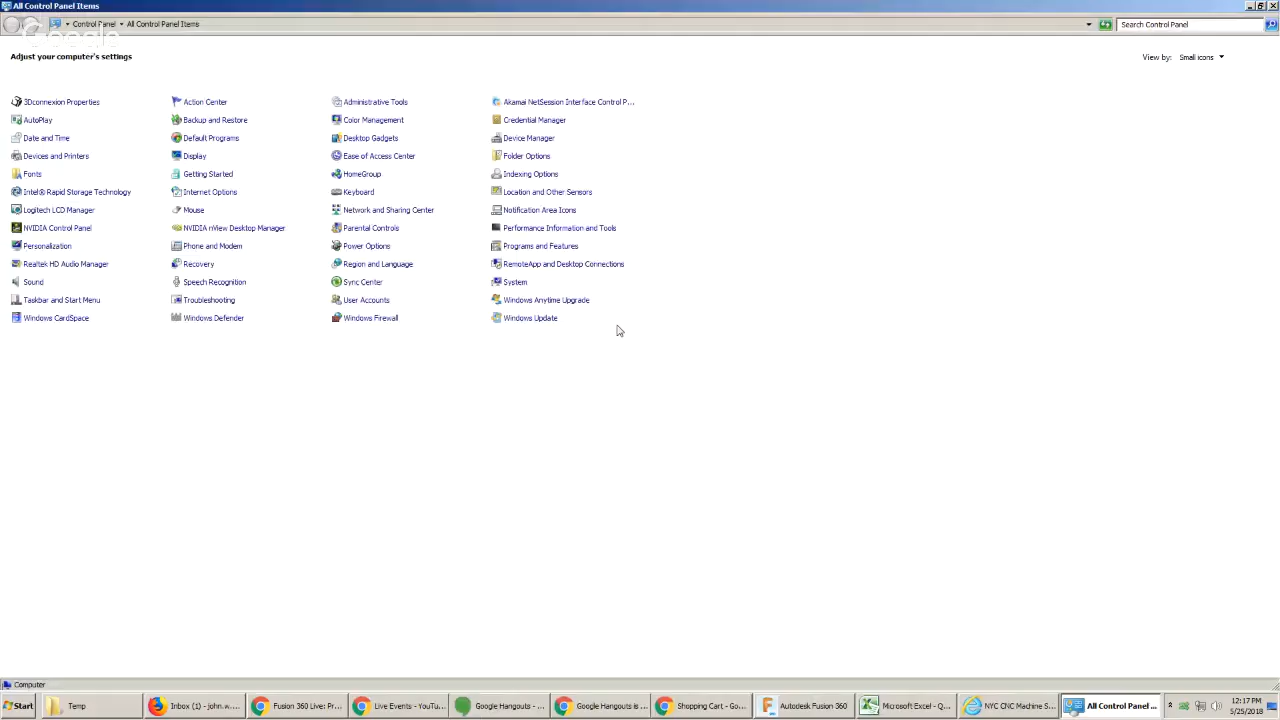 All Control Panel Items
Control Panel ▾ All Control Panel Items
Search Control Panel
Google
Adjust your computer's settings
View by: Small icons
3Dconnexion Properties
Action Center
Administrative Tools
Akamai NetSession Interface Control P...
AutoPlay
Backup and Restore
Color Management
Credential Manager
Date and Time
Default Programs
Desktop Gadgets
Device Manager
Devices and Printers
Display
Ease of Access Center
Folder Options
Fonts
Getting Started
HomeGroup
Indexing Options
Intel® Rapid Storage Technology
Internet Options
Keyboard
Location and Other Sensors
Logitech LCD Manager
Mouse
Network and Sharing Center
Notification Area Icons
NVIDIA Control Panel
NVIDIA nView Desktop Manager
Parental Controls
Performance Information and Tools
Personalization
Phone and Modem
Power Options
Programs and Features
Realtek HD Audio Manager
Recovery
Region and Language
RemoteApp and Desktop Connections
Sound
Speech Recognition
Sync Center
System
Taskbar and Start Menu
Troubleshooting
User Accounts
Windows Anytime Upgrade
Windows CardSpace
Windows Defender
Windows Firewall
Windows Update
Computer
Start
Temp
Inbox (1) - john.w...
Fusion 360 Live: Pr...
Live Events - YouTu...
Google Hangouts - ...
Google Hangouts is ...
Shopping Cart - Go...
Autodesk Fusion 360
Microsoft Excel - Q...
NYC CNC Machine S...
All Control Panel ...
12:17 PM
5/25/2018